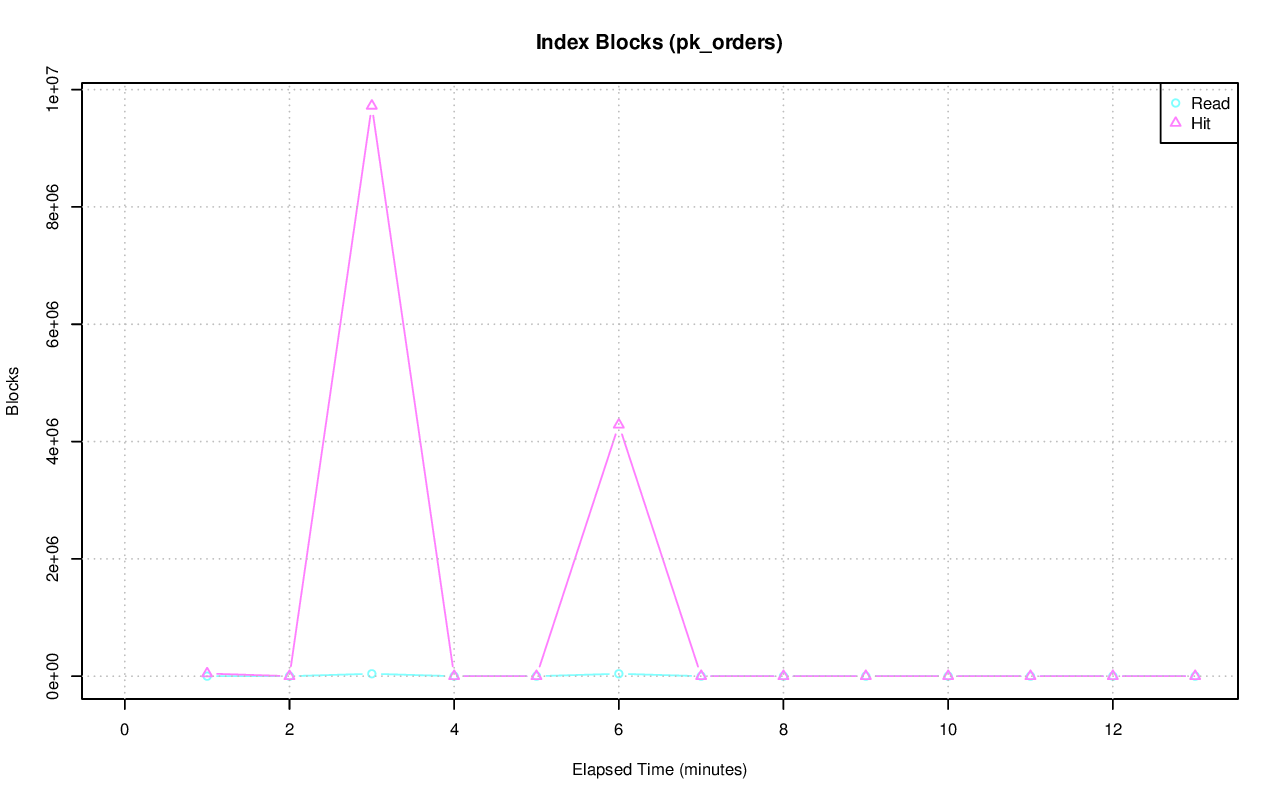 Index Blocks (pk_orders)
Read
Hit
Blocks
1e+07
8e+06
6e+06
4e+06
2e+06
0e+00
0 2 4 6 8 10 12
Elapsed Time (minutes)